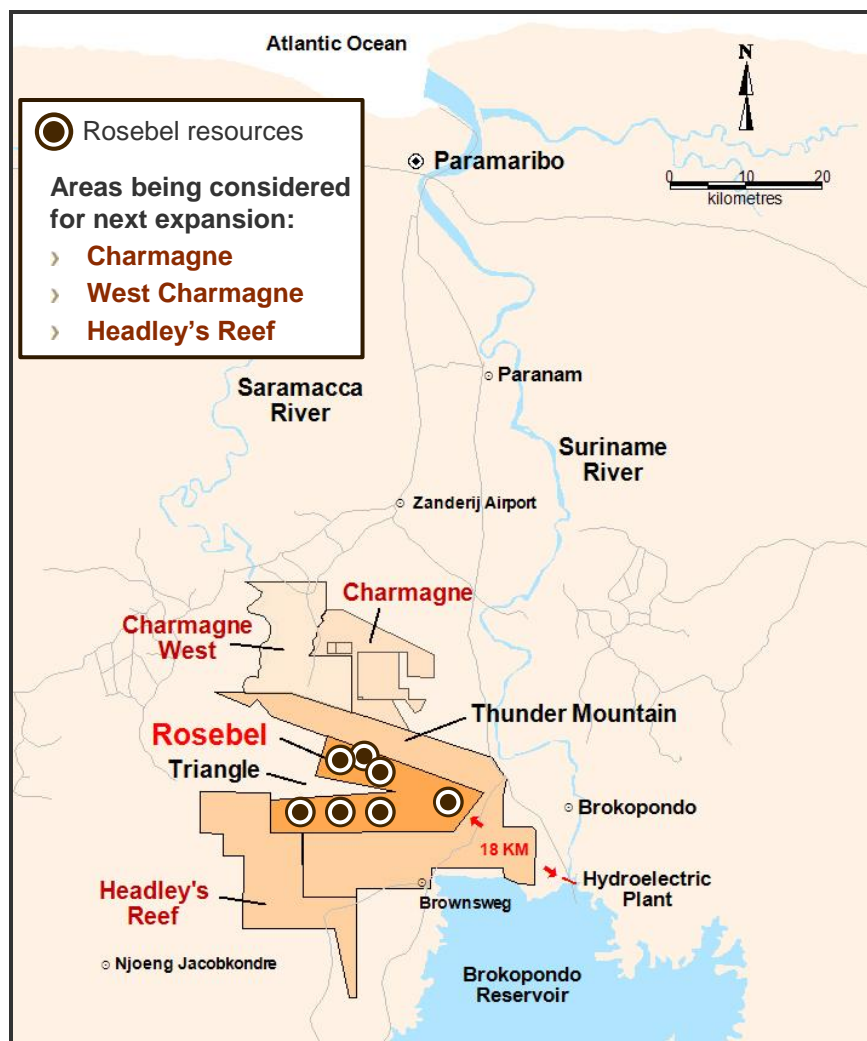 Atlantic Ocean
N
Rosebel resources
Areas being considered
for next expansion:
› Charmagne
› West Charmagne
› Headley's Reef
Paramaribo
0 10 20
kilometres
Paranam
Saramacca
River
Suriname
River
Zanderij Airport
Charmagne
Charmagne
West
Thunder Mountain
Rosebel
Triangle
Brokopondo
18 KM
Hydroelectric
Plant
Headley's
Reef
Brownsweg
Njoeng Jacobkondre
Brokopondo
Reservoir